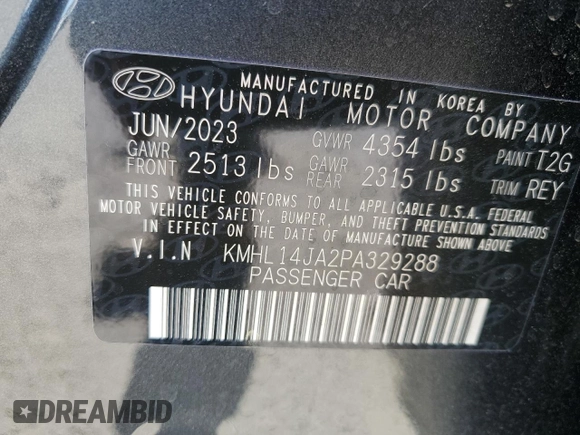 MANUFACTURED IN KOREA BY
HYUNDAI MOTOR COMPANY
JUN/2023 GVWR 4354 lbs PAINT T2G
GAWR FRONT 2513 lbs GAWR REAR 2315 lbs TRIM REY
THIS VEHICLE CONFORMS TO ALL APPLICABLE U.S.A. FEDERAL
MOTOR VEHICLE SAFETY, BUMPER, AND THEFT PREVENTION STANDARDS
IN EFFECT ON THE DATE OF MANUFACTURE SHOWN ABOVE.
V.I.N KMHL14JA2PA329288
PASSENGER CAR
DREAMBID